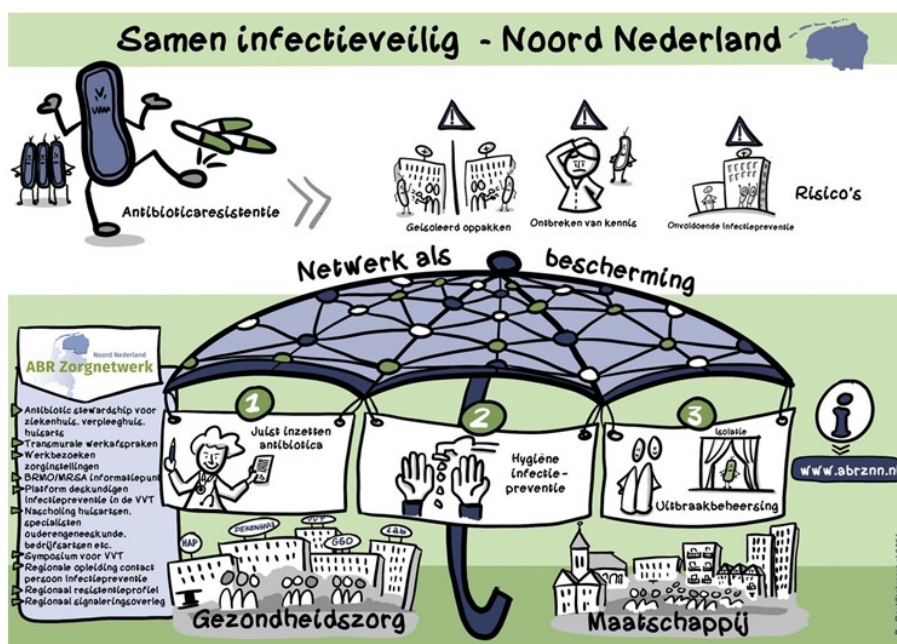 Samen infectieveilig - Noord Nederland
Antibioticaresistentie
Geïsoleerd oppakken
Ontbreken van kennis
Onvoldoende Infectiepreventie
Risico's
Netwerk als bescherming
Noord Nederland
ABR Zorgnetwerk
Antibiotic stewardship voor
ziekenhuis, verpleeghuis,
huisarts
Transmurale werkafspraken
Werkbezoeken
zorginstellingen
BRMO/MRSA informatiepunt
Platform deskundigen
Infectiepreventie in de VVT
Nascholing huisartsen,
specialisten
ouderengeneeskunde,
bedrijfsartsen etc.
Symposium voor VVT
Regionale opleiding contact
persoon Infectiepreventie
Regionaal resistentieprofiel
Regionaal signaleringsoverleg
1
Juist inzetten
antibiotica
2
Hygiëne
infectie-
preventie
3
Isolatie
Uitbraakbeheersing
i
www.abrznn.nl
HAP
ZIEKENHUIS
VVT
GGD
Lab
Gezondheidszorg
Maatschappij